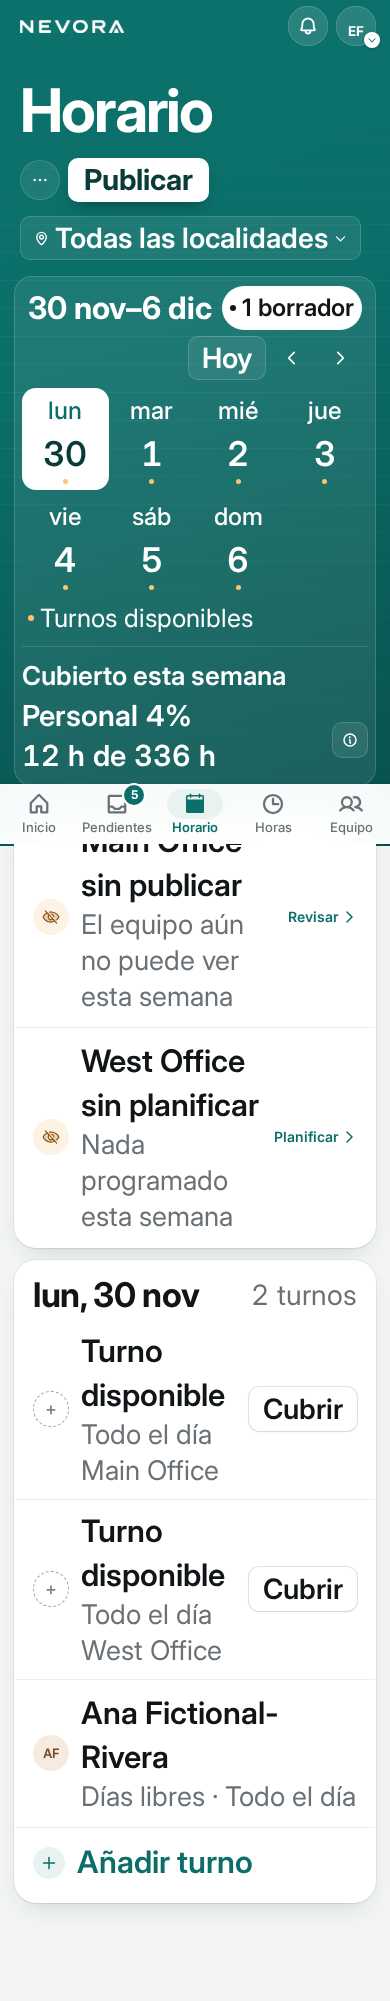 NEVORA
EF
Horario
... Publicar
Todas las localidades
30 nov–6 dic • 1 borrador
Hoy
lun mar mié jue
30 1 2 3
vie sáb dom
4 5 6
Turnos disponibles
Cubierto esta semana
Personal 4%
12 h de 336 h
5
Inicio Pendientes Horario Horas Equipo
Main Office
sin publicar
El equipo aún
no puede ver
esta semana
Revisar
West Office
sin planificar
Nada
programado
esta semana
Planificar
lun, 30 nov 2 turnos
Turno
disponible
Todo el día
Main Office
Cubrir
Turno
disponible
Todo el día
West Office
Cubrir
AF
Ana Fictional-
Rivera
Días libres · Todo el día
+ Añadir turno